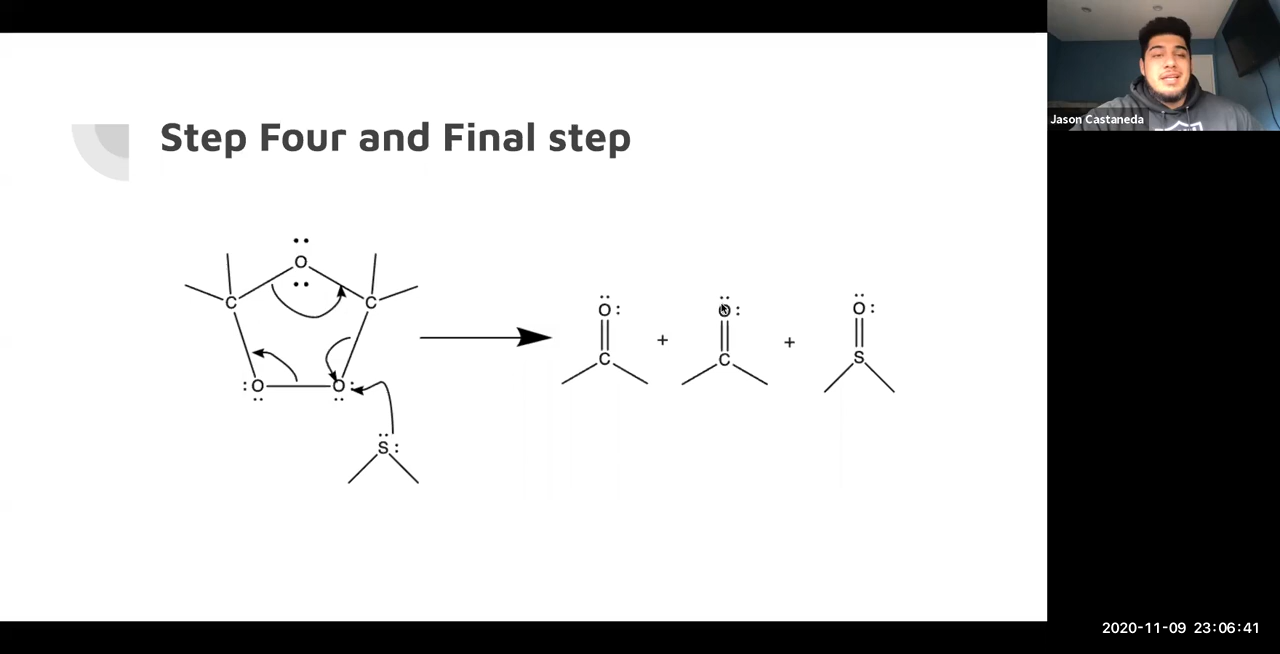 Step Four and Final step
Jason Castaneda
O
C
C
:O
O:
S:
O:
C
+
O:
C
+
O:
S
2020-11-09 23:06:41